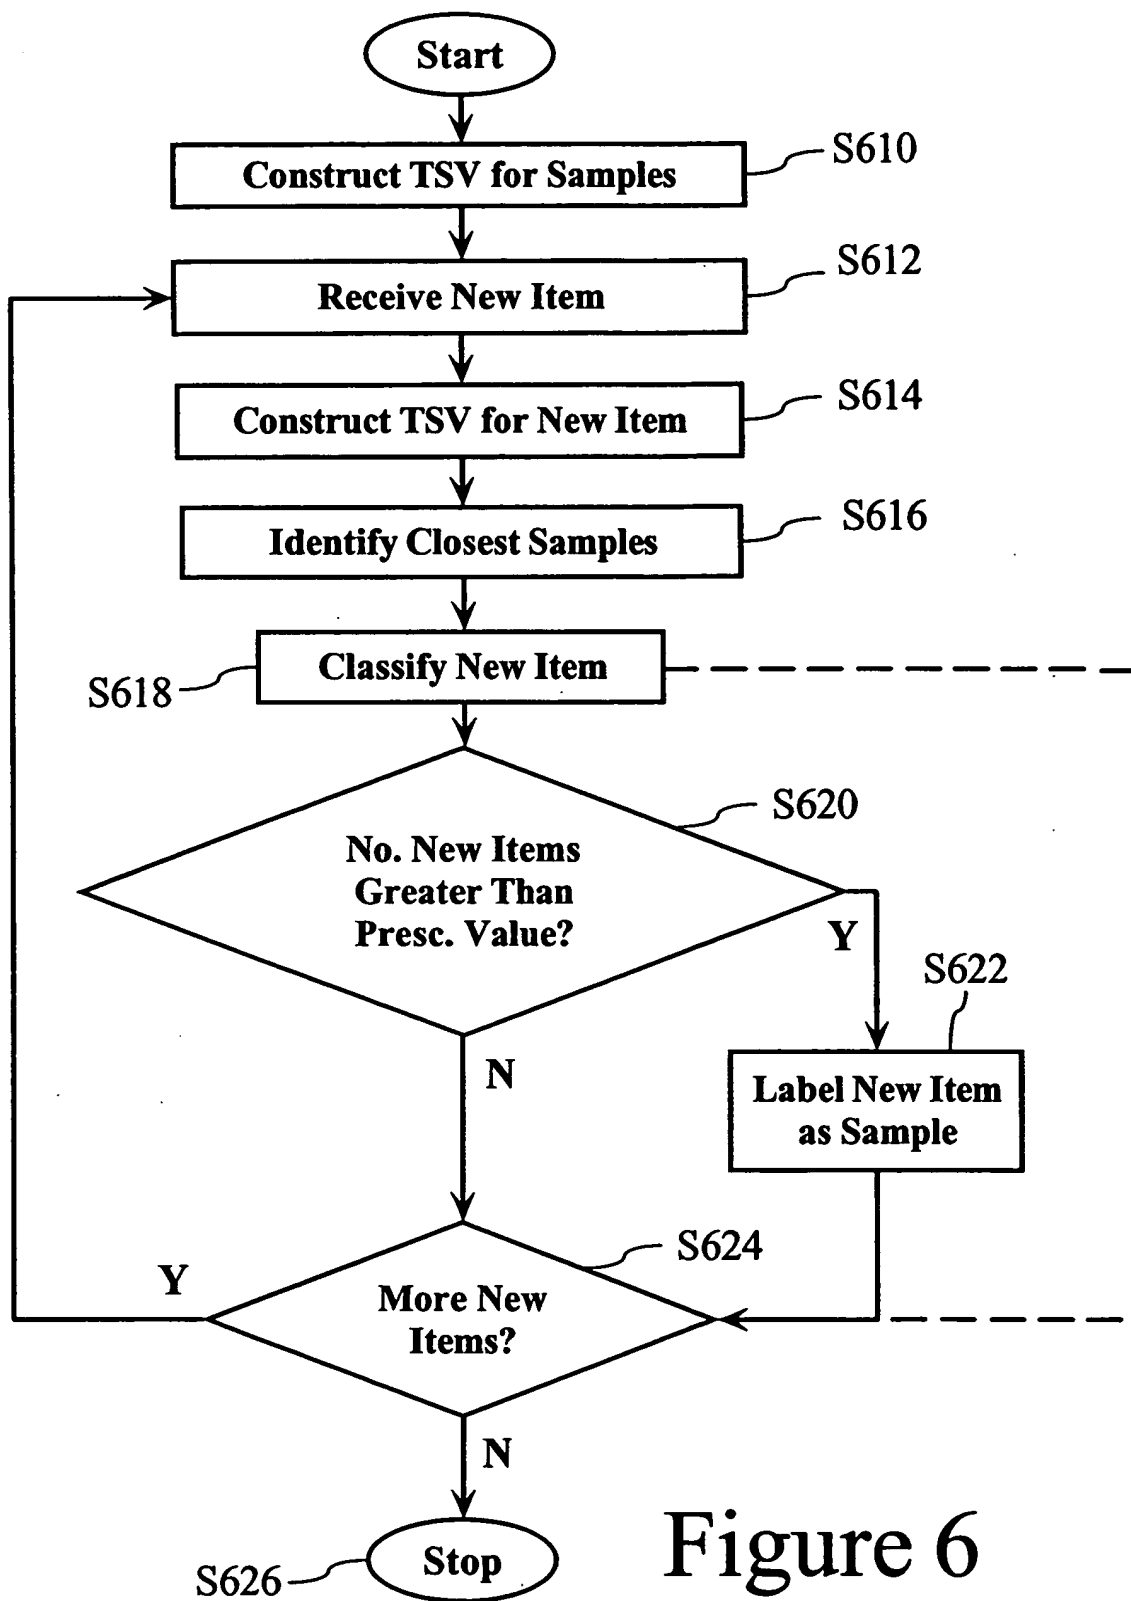 Start
Construct TSV for Samples
S610
Receive New Item
S612
Construct TSV for New Item
S614
Identify Closest Samples
S616
Classify New Item
S618
No. New Items
Greater Than
Presc. Value?
S620
Y
N
S622
Label New Item
as Sample
S624
More New
Items?
Y
N
Stop
S626
Figure 6